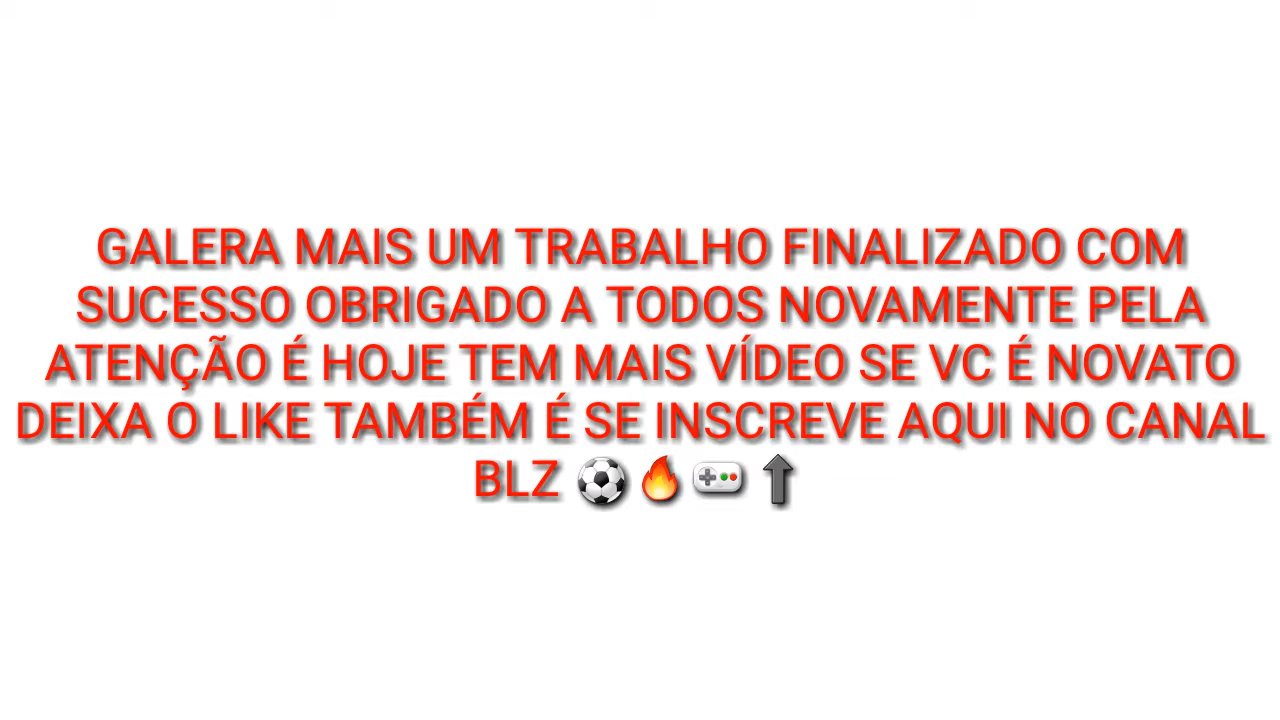 GALERA MAIS UM TRABALHO FINALIZADO COM
SUCESSO OBRIGADO A TODOS NOVAMENTE PELA
ATENÇÃO É HOJE TEM MAIS VÍDEO SE VC É NOVATO
DEIXA O LIKE TAMBÉM É SE INSCREVE AQUI NO CANAL
BLZ ⚽🔥🎮⬆